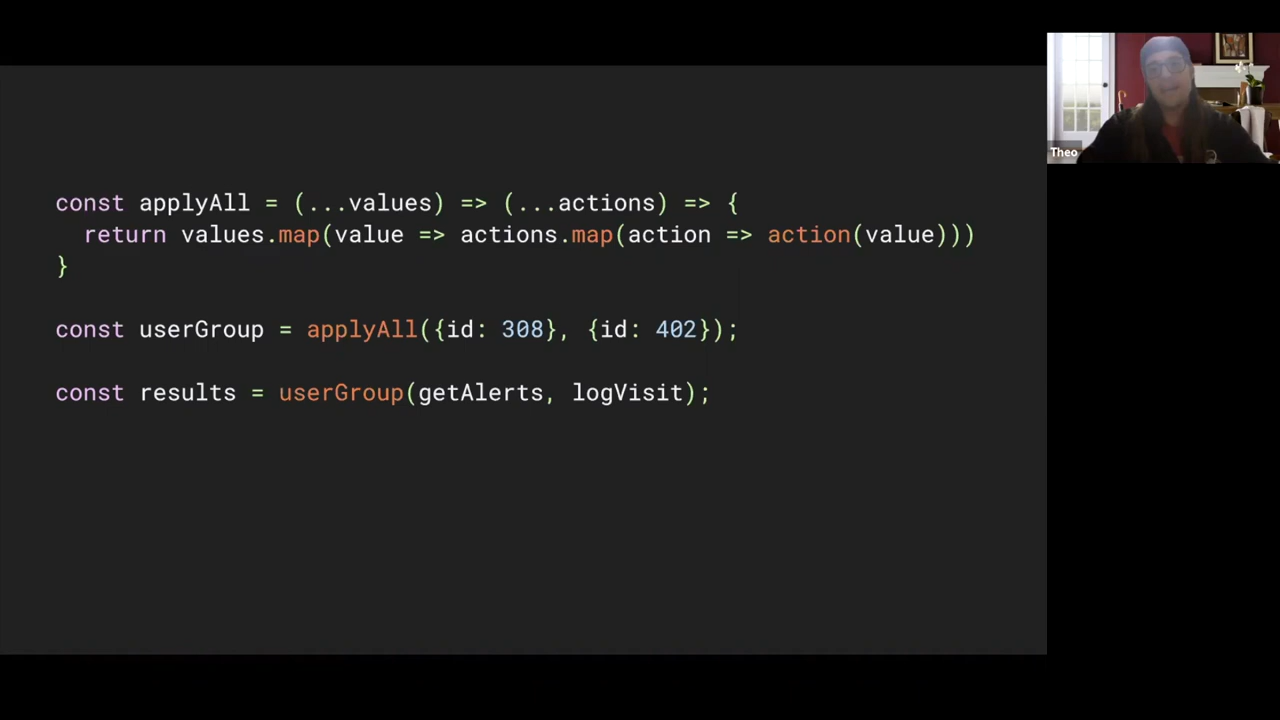 const applyAll = (...values) => (...actions) => {
return values.map(value => actions.map(action => action(value)))
}
const userGroup = applyAll({id: 308}, {id: 402});
const results = userGroup(getAlerts, logVisit);
Theo